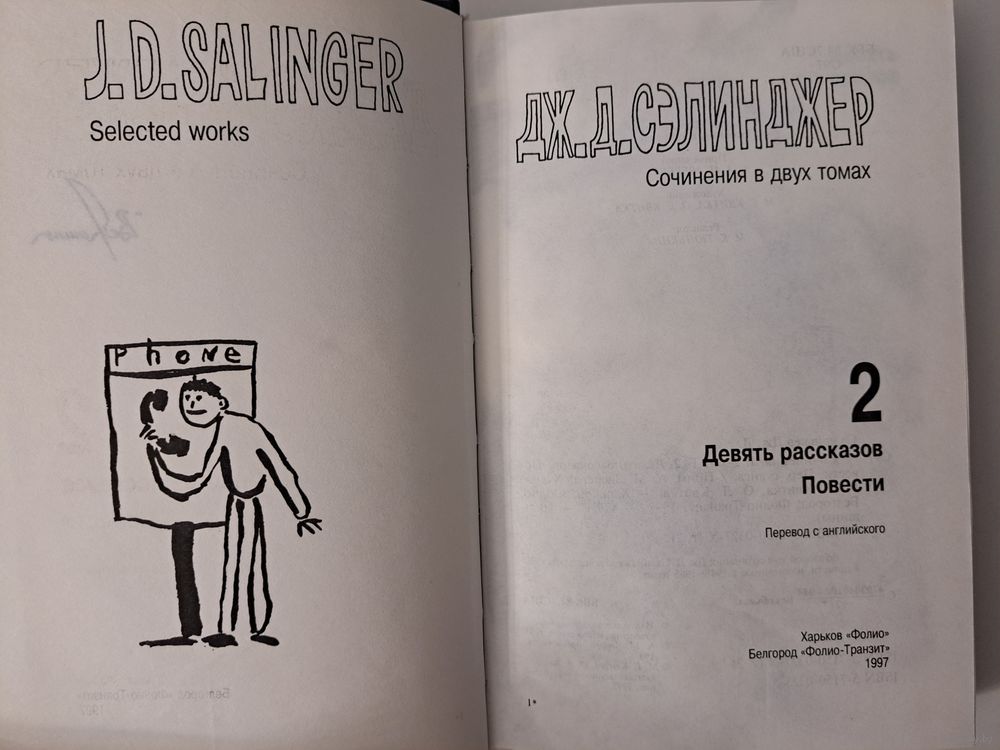 J.D.SALINGER
Selected works
PhoNe
ДЖ.Д.СЭЛИНДЖЕР
Сочинения в двух томах
2
Девять рассказов
Повести
Перевод с английского
Харьков «Фолио»
Белгород «Фолио-Транзит»
1997
1*